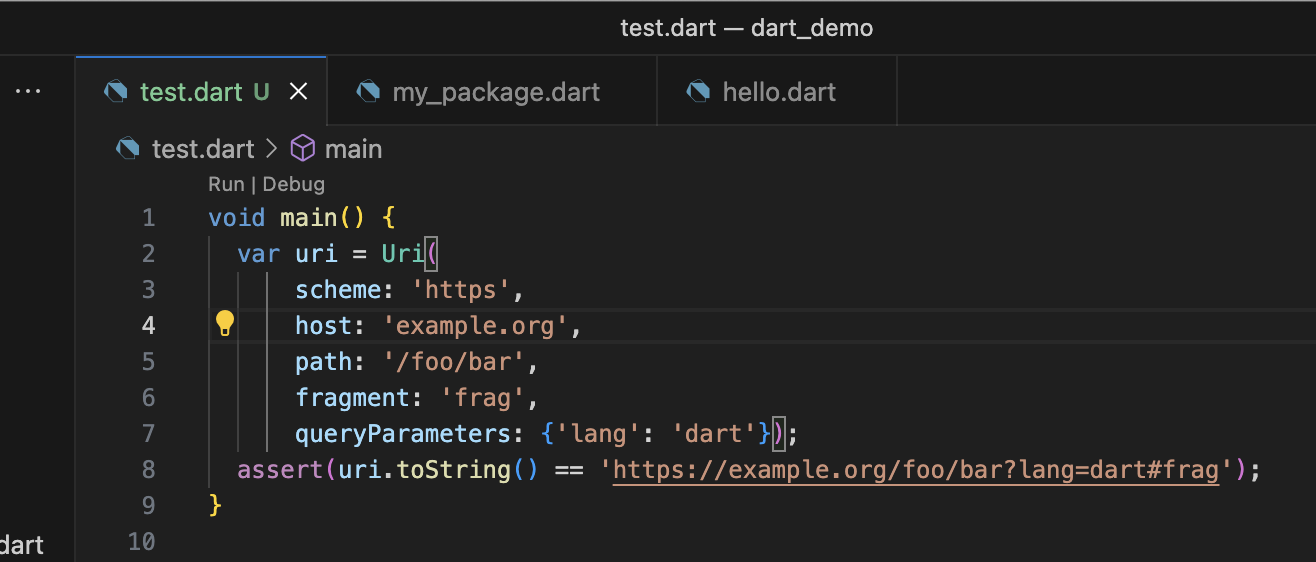 test.dart — dart_demo
... test.dart U my_package.dart hello.dart
test.dart > main
Run | Debug
1 void main() {
2   var uri = Uri(
3       scheme: 'https',
4       host: 'example.org',
5       path: '/foo/bar',
6       fragment: 'frag',
7       queryParameters: {'lang': 'dart'});
8   assert(uri.toString() == 'https://example.org/foo/bar?lang=dart#frag');
9 }
dart
10